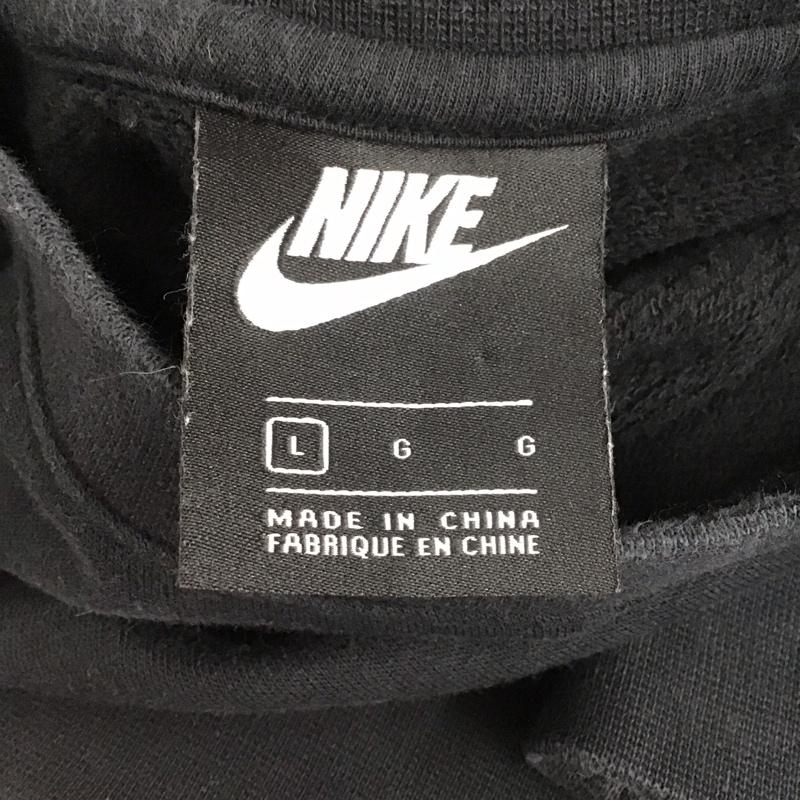 NIKE
L G G
MADE IN CHINA
FABRIQUE EN CHINE